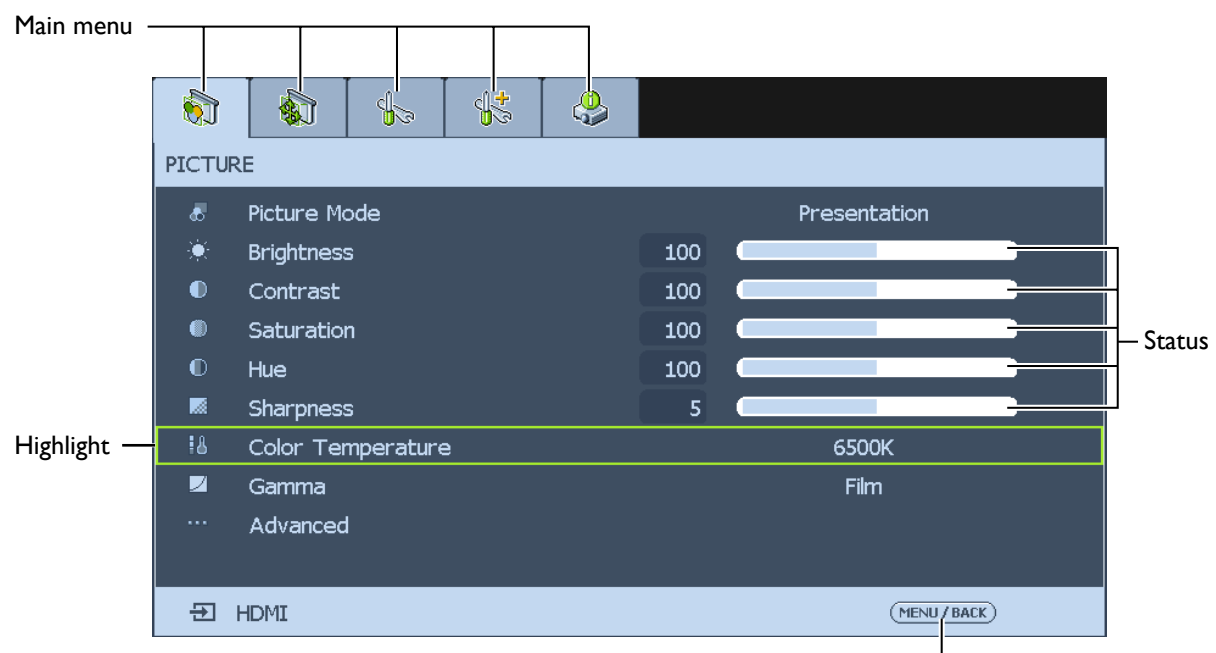 Main menu
PICTURE
Picture Mode Presentation
Brightness 100
Contrast 100
Saturation 100
Hue 100
Sharpness 5
Status
Highlight
Color Temperature 6500K
Gamma Film
Advanced
HDMI MENU / BACK